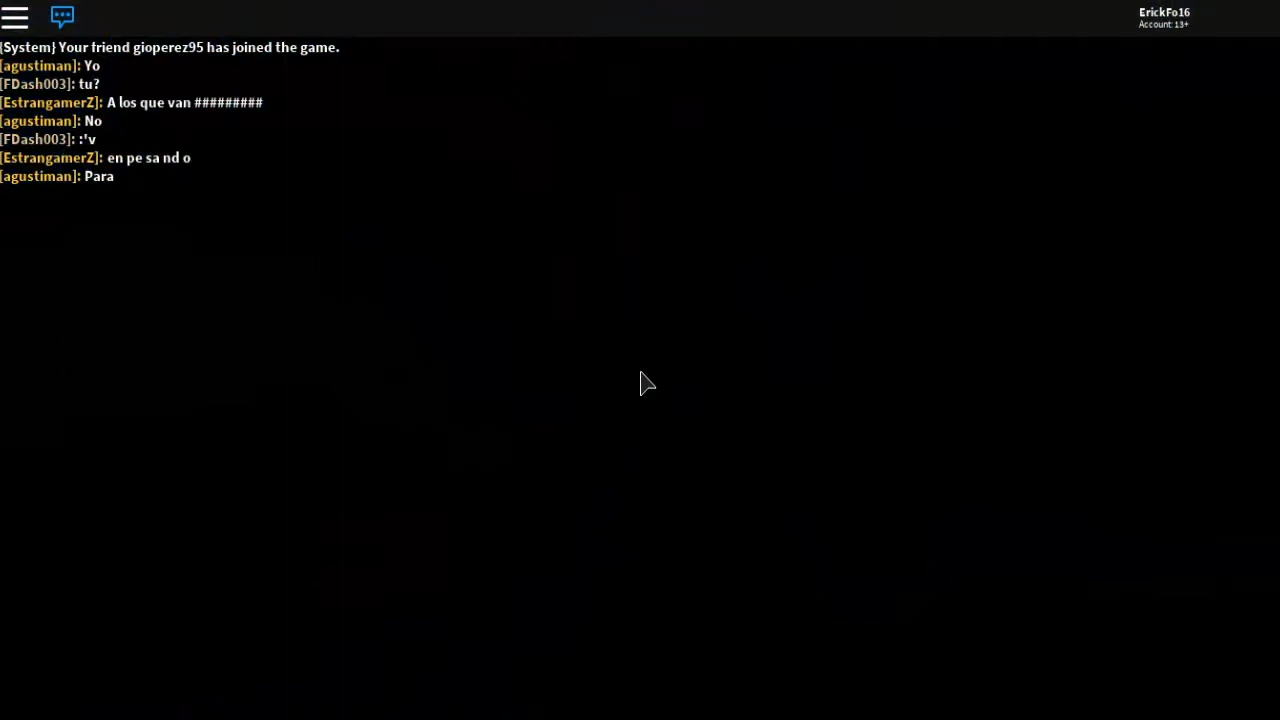 ErickFo16
Account: 13+
{System} Your friend gioperez95 has joined the game.
[agustiman]: Yo
[FDash003]: tu?
[EstrangamerZ]: A los que van #########
[agustiman]: No
[FDash003]: :'v
[EstrangamerZ]: en pe sa nd o
[agustiman]: Para